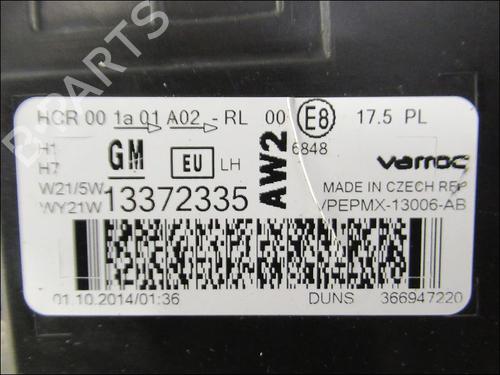 HCR 00 1a 01 A02 - RL 00 E8 17.5 PL
6848
H1
H7
GM EU LH AW2 varroc
W21/5W 13372335 MADE IN CZECH REP
WY21W /PEPMX-13006-AB
01.10.2014/01:36 DUNS 366947220
B-PARTS